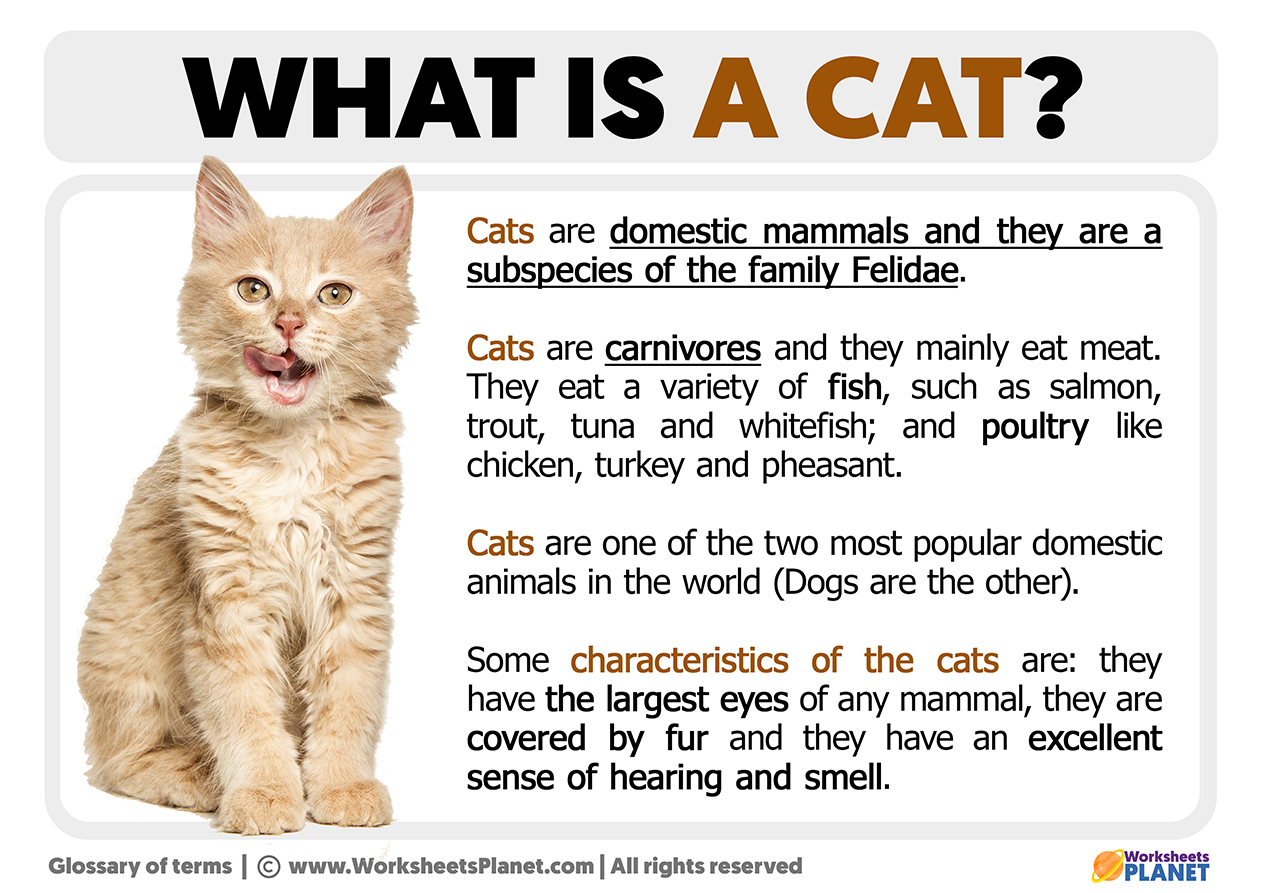 WHAT IS A CAT?
Cats are domestic mammals and they are a
subspecies of the family Felidae.
Cats are carnivores and they mainly eat meat.
They eat a variety of fish, such as salmon,
trout, tuna and whitefish; and poultry like
chicken, turkey and pheasant.
Cats are one of the two most popular domestic
animals in the world (Dogs are the other).
Some characteristics of the cats are: they
have the largest eyes of any mammal, they are
covered by fur and they have an excellent
sense of hearing and smell.
Glossary of terms | © www.WorksheetsPlanet.com | All rights reserved
Worksheets
PLANET